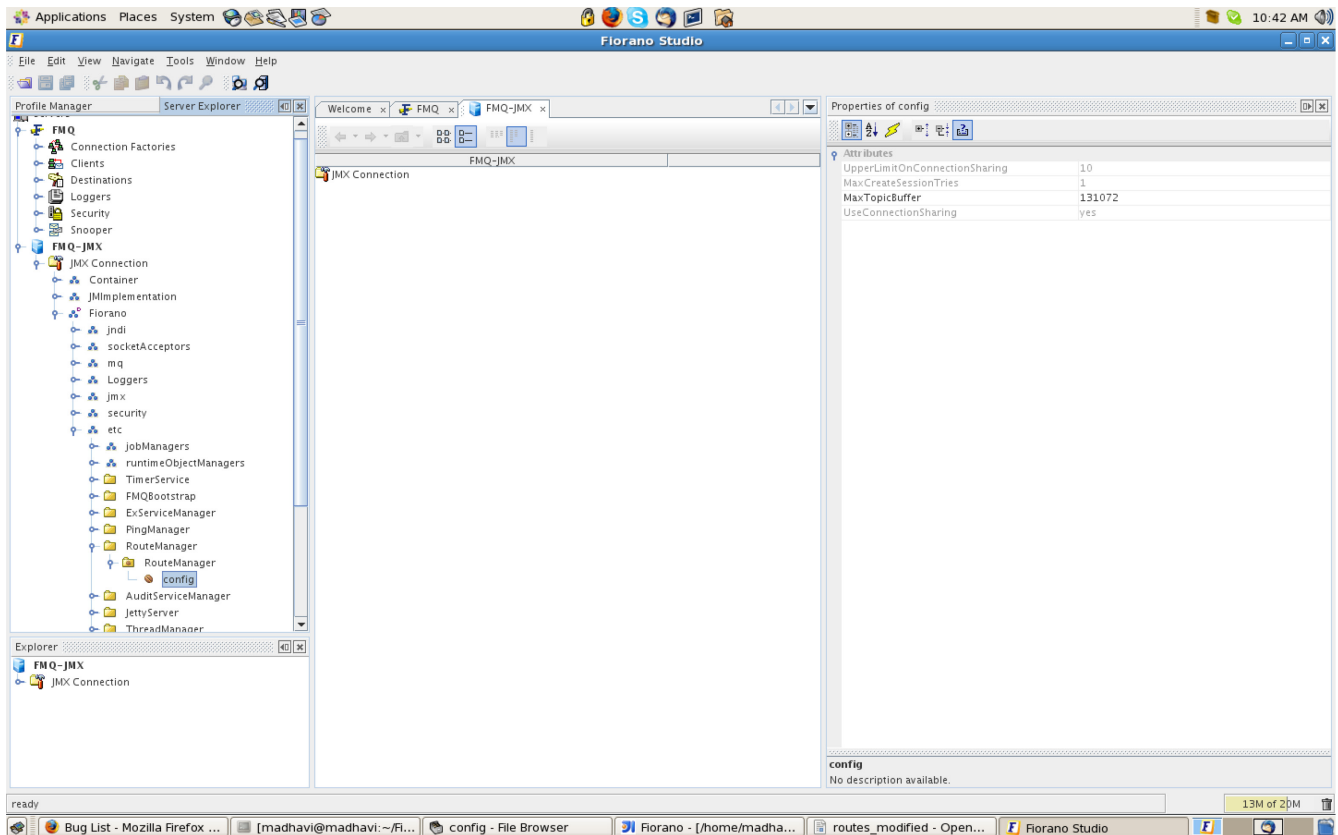 Applications Places System 10:42 AM
Fiorano Studio
File Edit View Navigate Tools Window Help
Profile Manager Server Explorer
FMQ
Connection Factories
Clients
Destinations
Loggers
Security
Snooper
FMQ-JMX
JMX Connection
Container
JMImplementation
Fiorano
jndi
socketAcceptors
mq
Loggers
jmx
security
etc
jobManagers
runtimeObjectManagers
TimerService
FMQBootstrap
ExServiceManager
PingManager
RouteManager
RouteManager
config
AuditServiceManager
JettyServer
ThreadManager
Explorer
FMQ-JMX
JMX Connection
Welcome FMQ FMQ-JMX
FMQ-JMX
JMX Connection
Properties of config
Attributes
UpperLimitOnConnectionSharing 10
MaxCreateSessionTries 1
MaxTopicBuffer 131072
UseConnectionSharing yes
config
No description available.
ready 13M of 20M
Bug List - Mozilla Firefox ... [madhavi@madhavi:~/Fi... config - File Browser Fiorano - [/home/madha... routes_modified - Open... Fiorano Studio